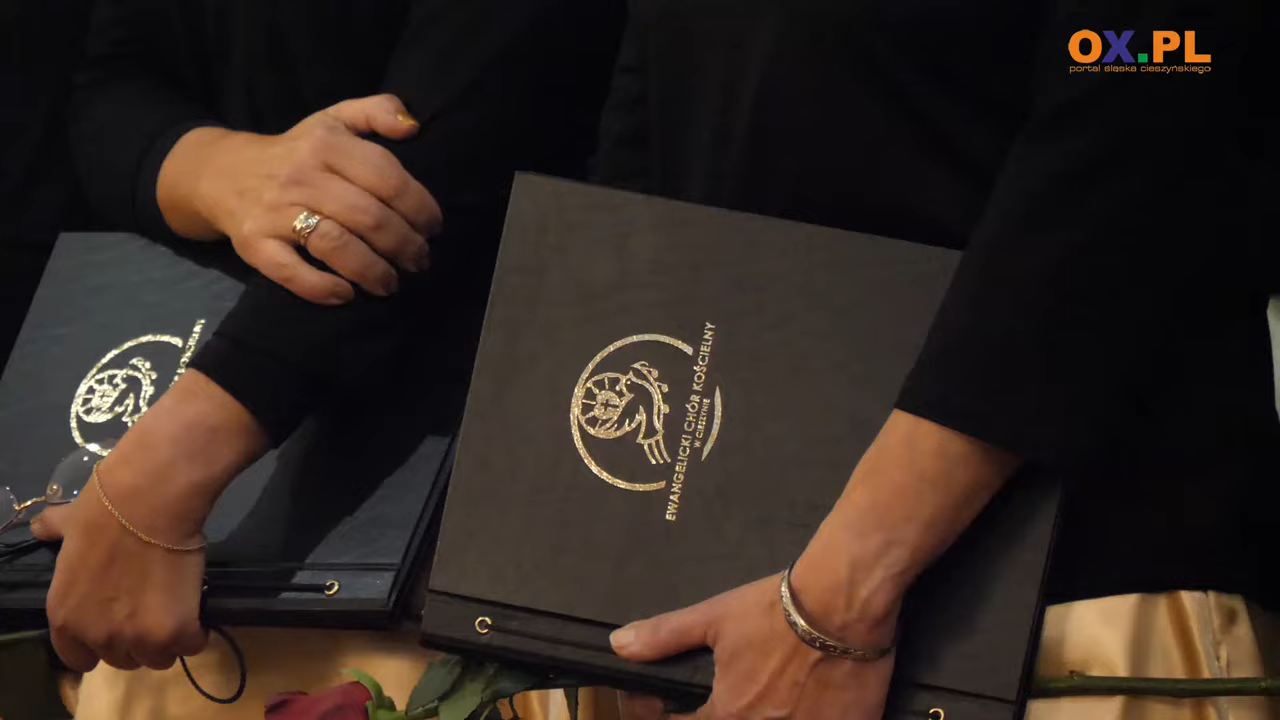 OX.PL
portal śląska cieszyńskiego
EWANGELICKI CHÓR KOŚCIELNY
W CIESZYNIE